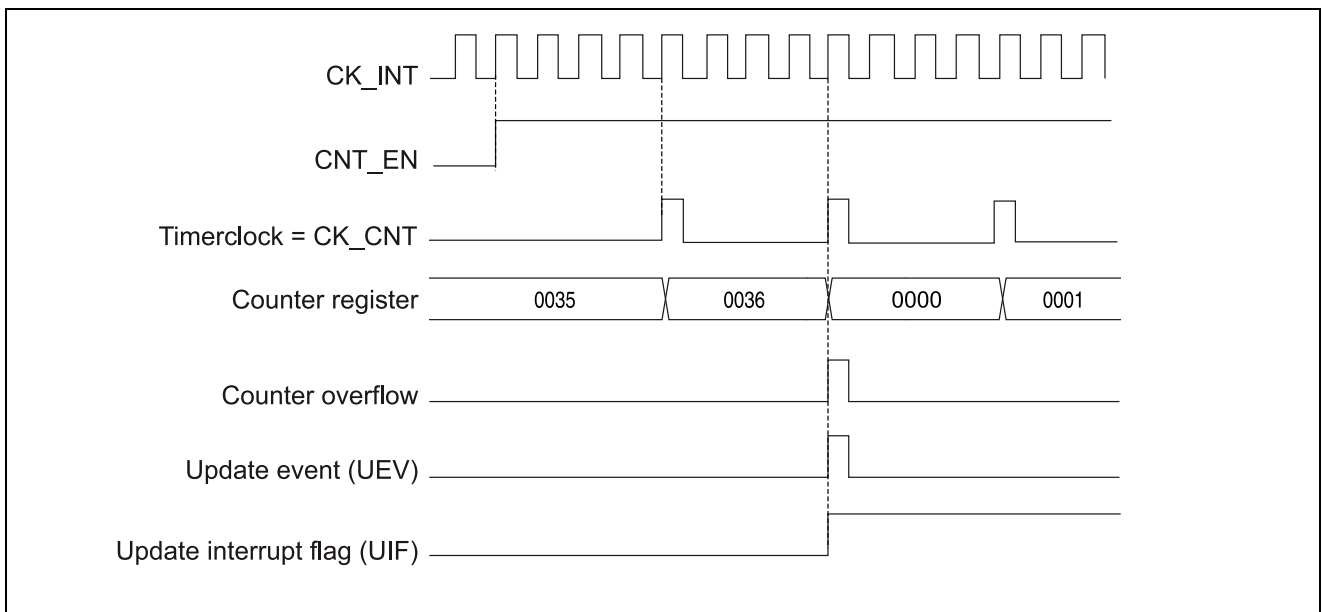 CK_INT
CNT_EN
Timerclock = CK_CNT
Counter register 0035 0036 0000 0001
Counter overflow
Update event (UEV)
Update interrupt flag (UIF)